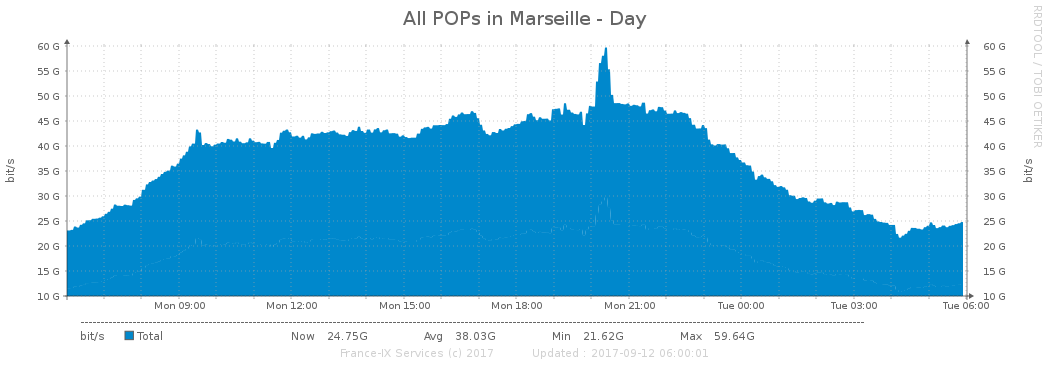 All POPs in Marseille - Day
RRDTOOL / TOBI OETIKER
60 G 60 G
55 G 55 G
50 G 50 G
45 G 45 G
40 G 40 G
35 G 35 G
30 G 30 G
25 G 25 G
20 G 20 G
15 G 15 G
10 G 10 G
bit/s
bit/s
Mon 09:00 Mon 12:00 Mon 15:00 Mon 18:00 Mon 21:00 Tue 00:00 Tue 03:00 Tue 06:00
bit/s Total Now 24.75G Avg 38.03G Min 21.62G Max 59.64G
France-IX Services (c) 2017 Updated : 2017-09-12 06:00:01